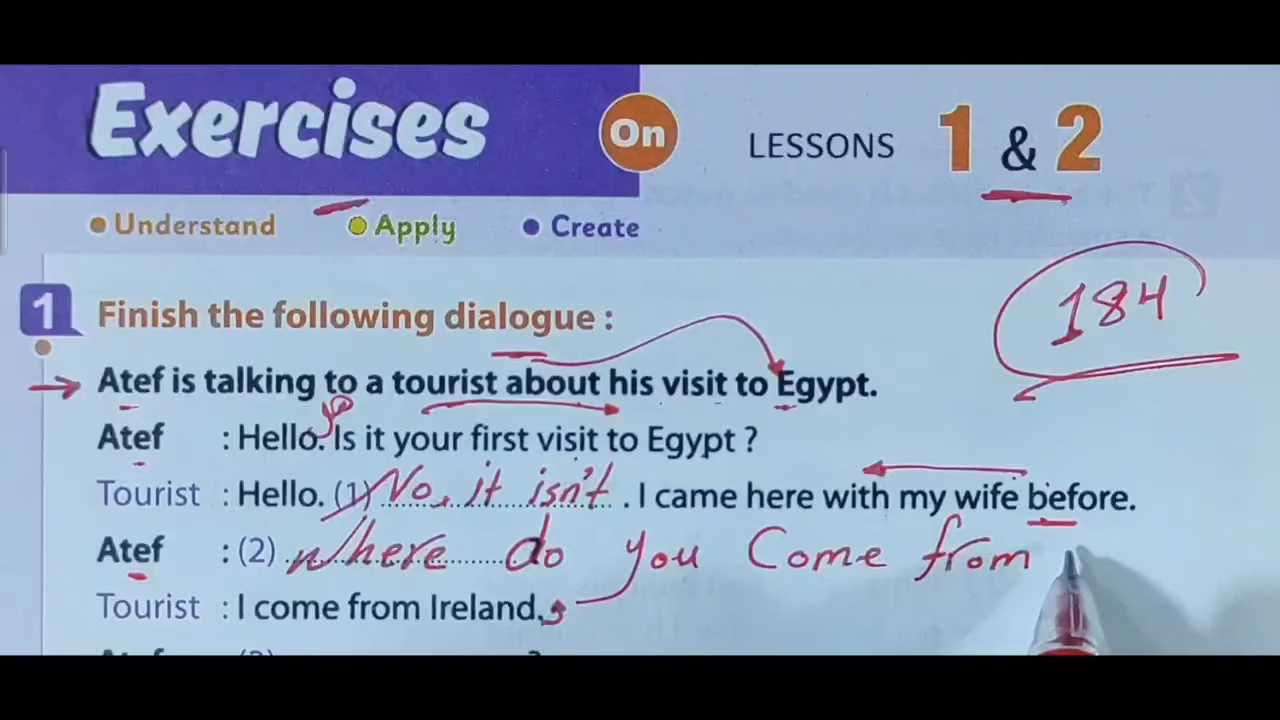 Exercises On LESSONS 1 & 2
Understand Apply Create
184
1 Finish the following dialogue :
Atef is talking to a tourist about his visit to Egypt.
Atef : Hello. Is it your first visit to Egypt ?
Tourist : Hello. (1) No, it isn't . I came here with my wife before.
Atef : (2) where do you Come from
Tourist : I come from Ireland.